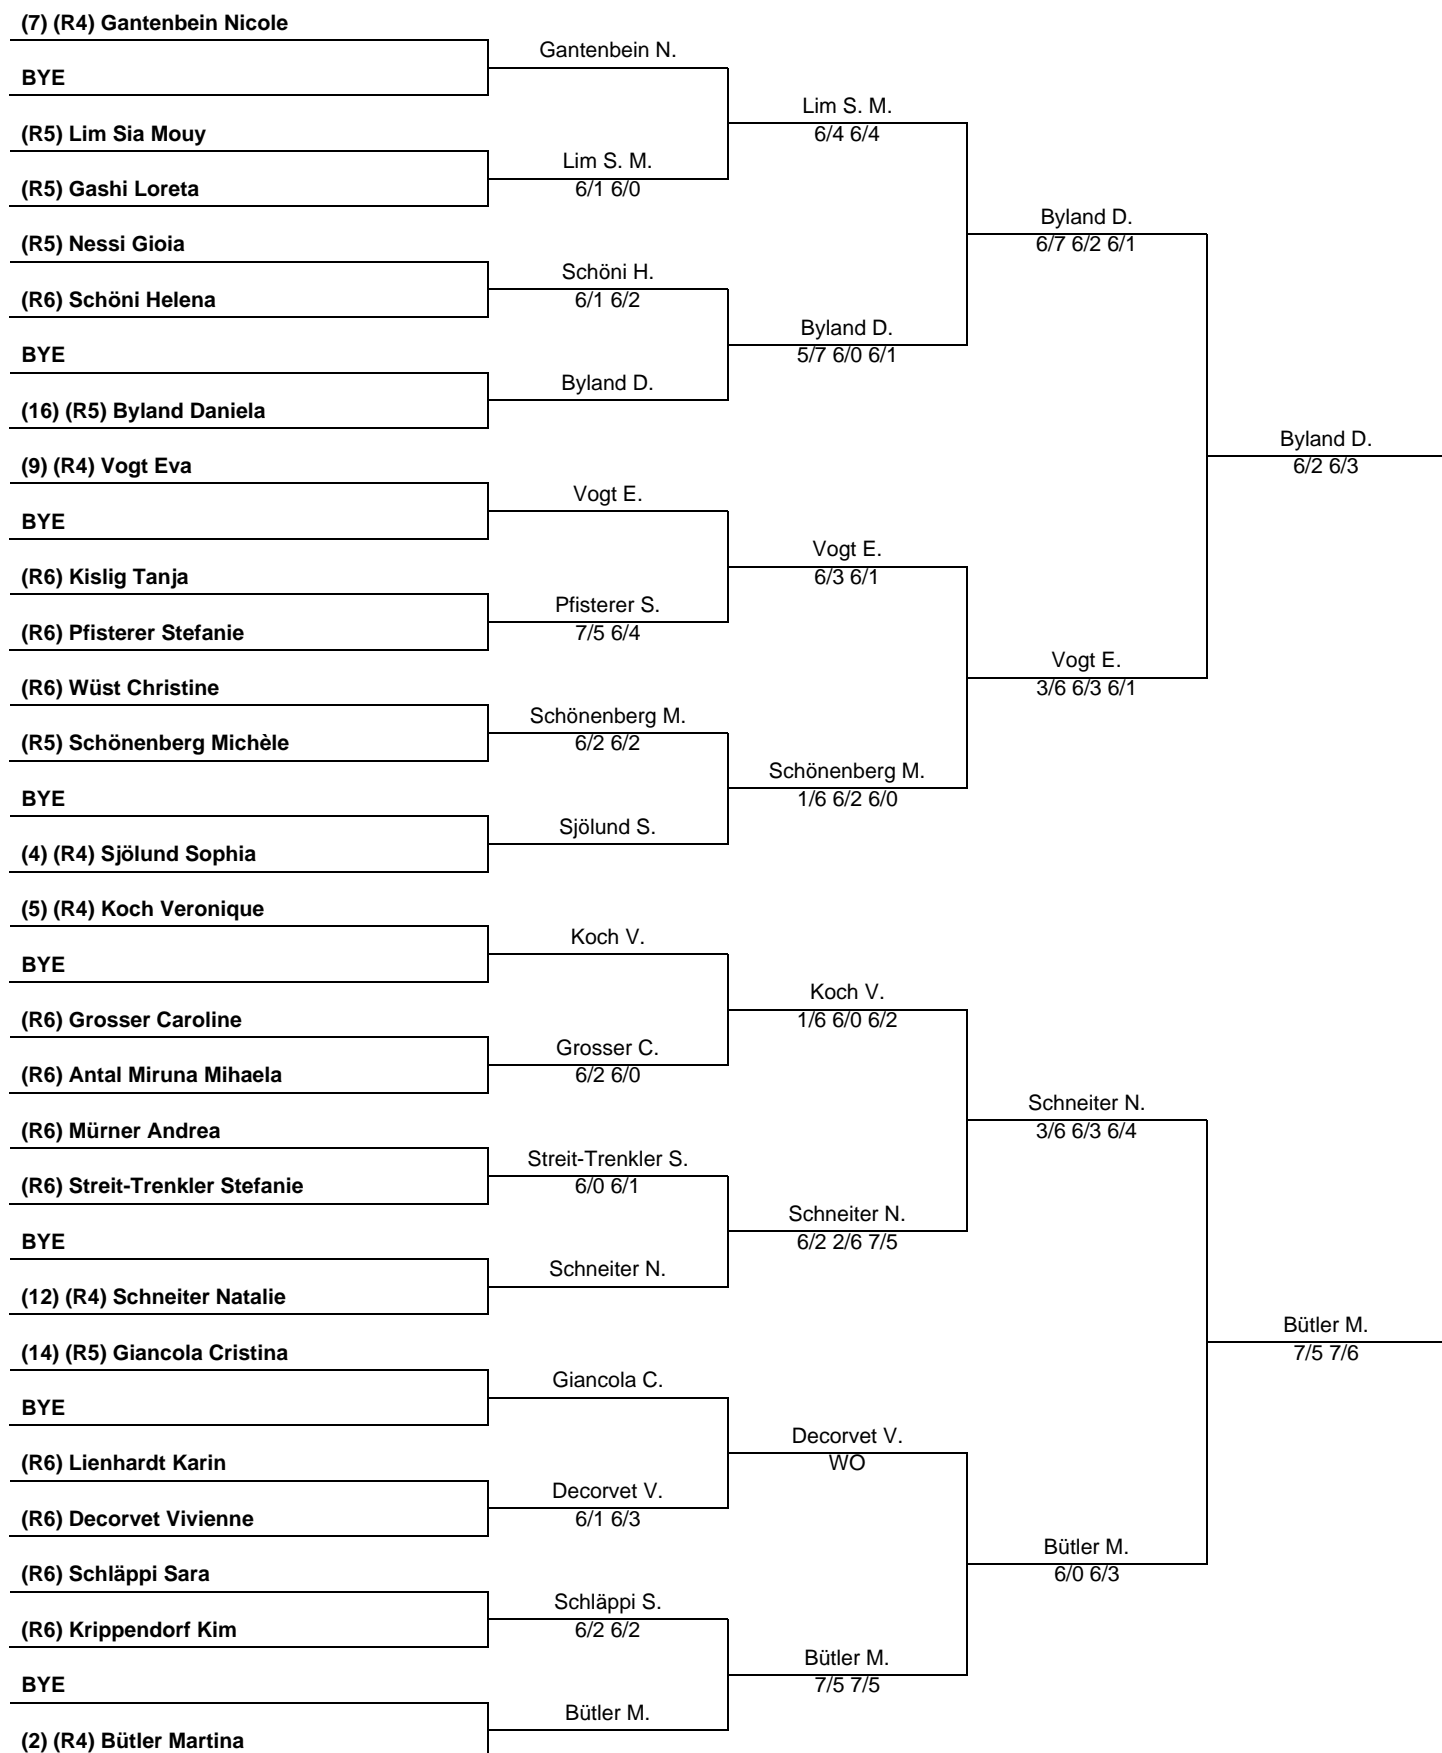 (7) (R4) Gantenbein Nicole
Gantenbein N.
BYE
Lim S. M.
6/4 6/4
(R5) Lim Sia Mouy
Lim S. M.
6/1 6/0
(R5) Gashi Loreta
Byland D.
6/7 6/2 6/1
(R5) Nessi Gioia
Schöni H.
6/1 6/2
(R6) Schöni Helena
Byland D.
5/7 6/0 6/1
BYE
Byland D.
(16) (R5) Byland Daniela
Byland D.
6/2 6/3
(9) (R4) Vogt Eva
Vogt E.
BYE
Vogt E.
6/3 6/1
(R6) Kislig Tanja
Pfisterer S.
7/5 6/4
(R6) Pfisterer Stefanie
Vogt E.
3/6 6/3 6/1
(R6) Wüst Christine
Schönenberg M.
6/2 6/2
(R5) Schönenberg Michèle
Schönenberg M.
1/6 6/2 6/0
BYE
Sjölund S.
(4) (R4) Sjölund Sophia
(5) (R4) Koch Veronique
Koch V.
BYE
Koch V.
1/6 6/0 6/2
(R6) Grosser Caroline
Grosser C.
6/2 6/0
(R6) Antal Miruna Mihaela
Schneiter N.
3/6 6/3 6/4
(R6) Mürner Andrea
Streit-Trenkler S.
6/0 6/1
(R6) Streit-Trenkler Stefanie
Schneiter N.
6/2 2/6 7/5
BYE
Schneiter N.
(12) (R4) Schneiter Natalie
Bütler M.
7/5 7/6
(14) (R5) Giancola Cristina
Giancola C.
BYE
Decorvet V.
WO
(R6) Lienhardt Karin
Decorvet V.
6/1 6/3
(R6) Decorvet Vivienne
Bütler M.
6/0 6/3
(R6) Schläppi Sara
Schläppi S.
6/2 6/2
(R6) Krippendorf Kim
Bütler M.
7/5 7/5
BYE
Bütler M.
(2) (R4) Bütler Martina